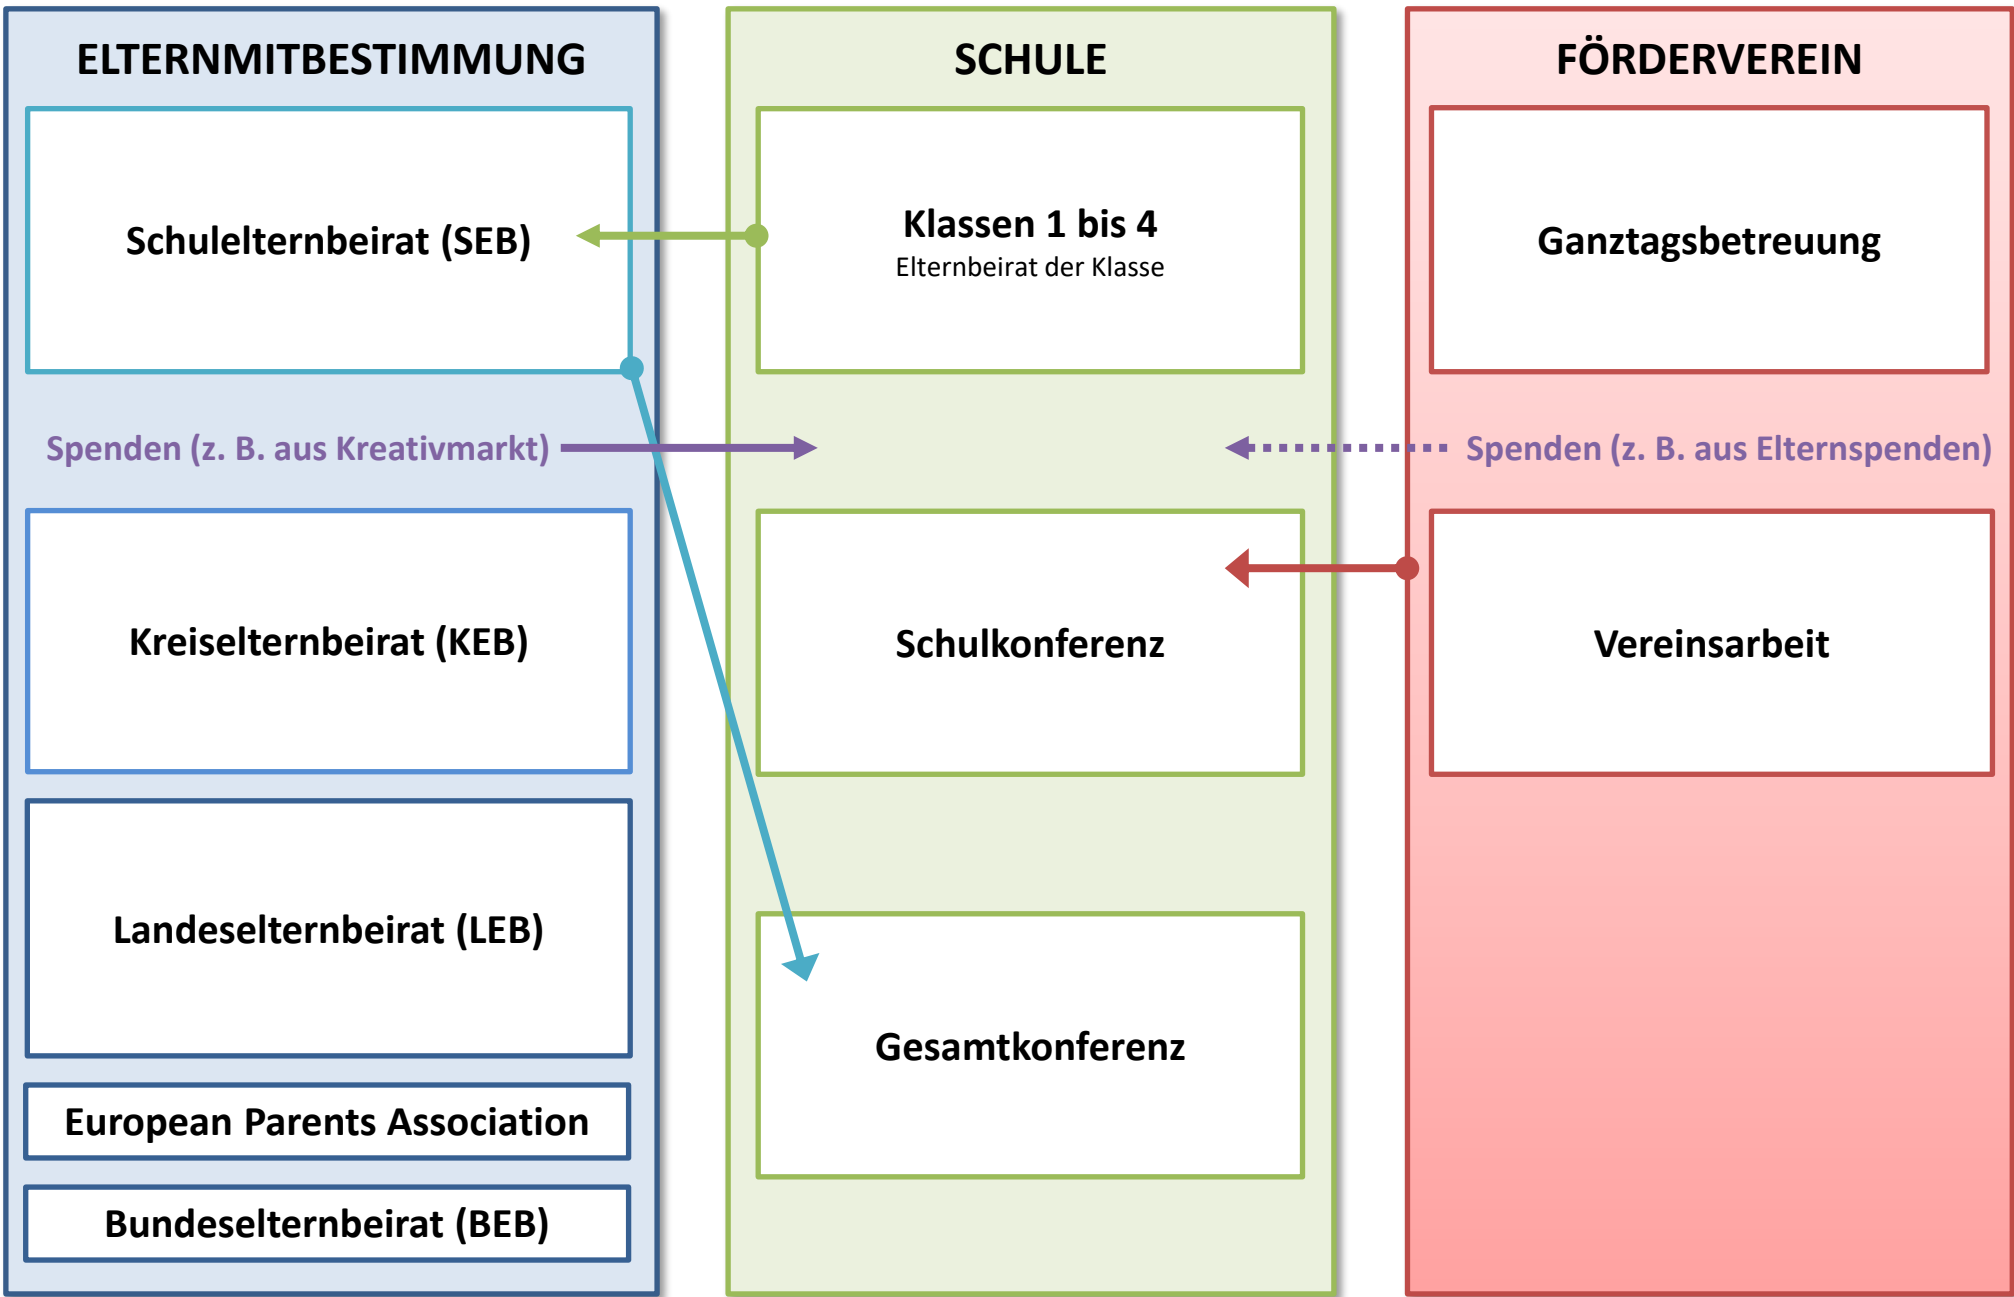 ELTERNMITBESTIMMUNG
Schulelternbeirat (SEB)
Spenden (z. B. aus Kreativmarkt)
Kreiselternbeirat (KEB)
Landeselternbeirat (LEB)
European Parents Association
Bundeselternbeirat (BEB)
SCHULE
Klassen 1 bis 4
Elternbeirat der Klasse
Schulkonferenz
Gesamtkonferenz
FÖRDERVEREIN
Ganztagsbetreuung
Spenden (z. B. aus Elternspenden)
Vereinsarbeit